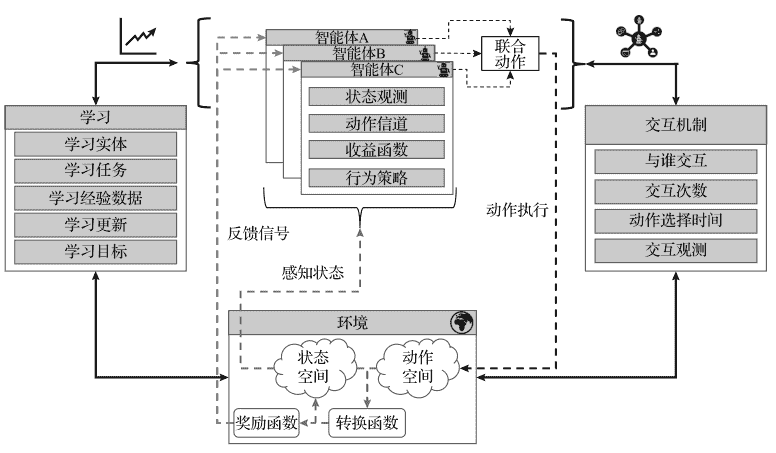 智能体A
智能体B
智能体C
状态观测
动作信道
收益函数
行为策略
联合
动作
学习
学习实体
学习任务
学习经验数据
学习更新
学习目标
交互机制
与谁交互
交互次数
动作选择时间
交互观测
反馈信号
感知状态
动作执行
环境
状态
空间
动作
空间
奖励函数
转换函数